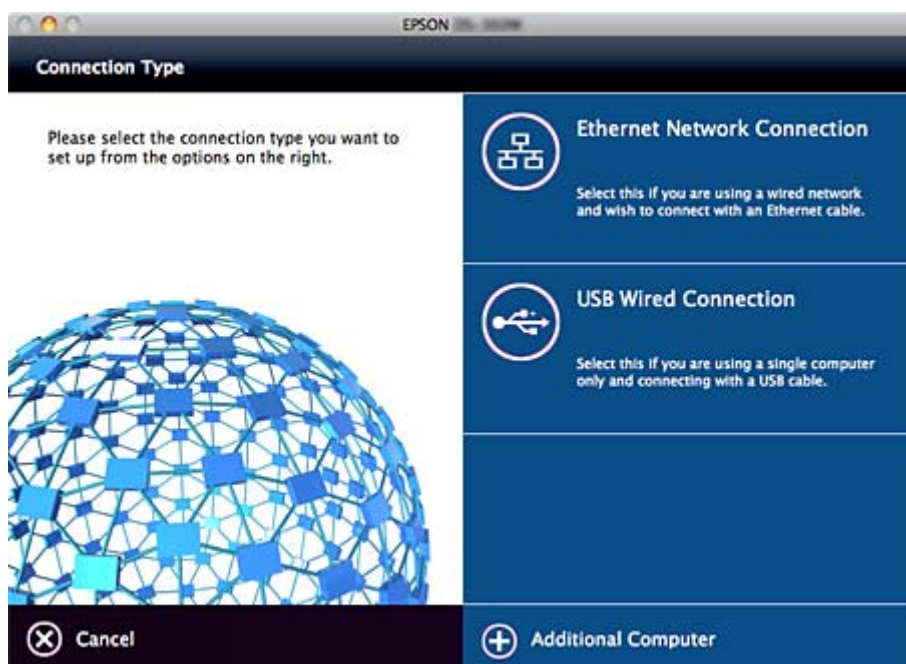 EPSON
Connection Type
Please select the connection type you want to
set up from the options on the right.
Ethernet Network Connection
Select this if you are using a wired network
and wish to connect with an Ethernet cable.
USB Wired Connection
Select this if you are using a single computer
only and connecting with a USB cable.
Cancel
Additional Computer